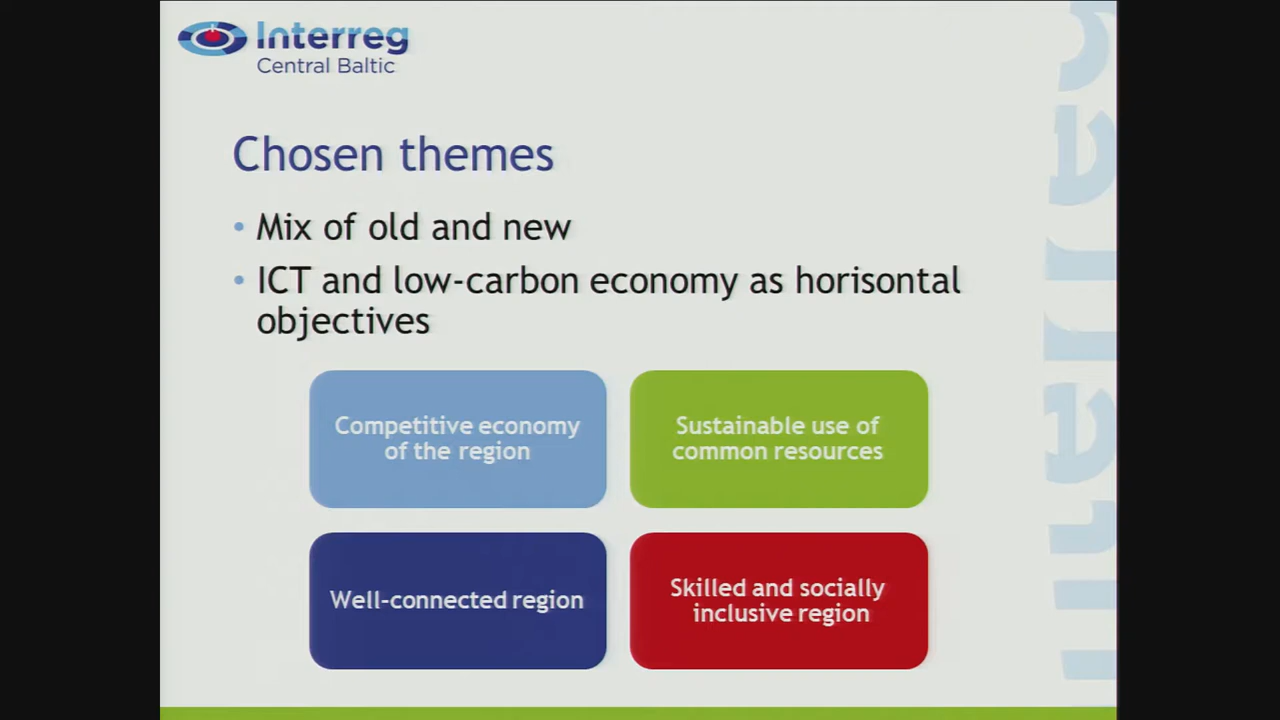 Interreg
Central Baltic
Chosen themes
• Mix of old and new
• ICT and low-carbon economy as horisontal
objectives
Competitive economy
of the region
Sustainable use of
common resources
Well-connected region
Skilled and socially
inclusive region